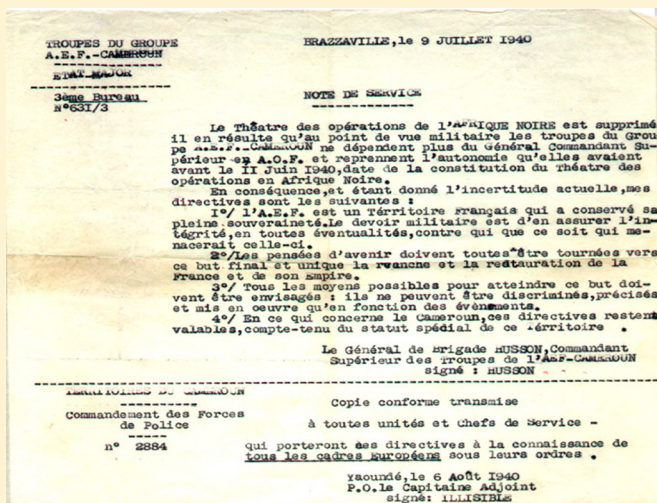 TROUPES DU GROUPE
A.E.F.-CAMEROUN
ETAT MAJOR
3ème Bureau
N°631/3
BRAZZAVILLE,le 9 JUILLET 1940
NOTE DE SERVICE
Le Théatre des opérations de l'AFRIQUE NOIRE est supprimé
il en résulte qu'au point de vue militaire les troupes du Grou
pe A.E.F.-CAMEROUN ne dépendent plus du Général Commandant Su-
périeur en A.O.F. et reprennent l'autonomie qu'elles avaient
avant le II Juin 1940,date de la constitution du Théatre des
opérations en Afrique Noire.
En conséquence,et étant donné l'incertitude actuelle,mes
directives sont les suivantes :
I°/ l'A.E.F. est un Térritoire Français qui a conservé sa
pleine souveraineté.Le devoir militaire est d'en assurer l'in-
tégrité,en toutes éventualités,contre qui que ce soit qui me-
nacerait celle-ci.
2°/Les pensées d'avenir doivent toutes être tournées vers
ce but final et unique la revanche et la restauration de la
France et de son Empire.
3°/ Tous les moyens possibles pour atteindre ce but doi-
vent être envisagés : ils ne peuvent être discriminés,précisés
et mis en oeuvre qu'en fonction des évènements.
4°/ En ce qui concerne le Cameroun,ces directives restent
valables,compte-tenu du statut spécial de ce Térritoire .
Le Général de Brigade HUSSON,Commandant
Supérieur des Troupes de l'AEF-CAMEROUN
signé : HUSSON
TERRITOIRES DU CAMEROUN
Commandement des Forces
de Police
n° 2884
Copie conforme transmise
à toutes unités et Chefs de Service -
qui porteront ces directives à la connaissance de
tous les cadres Européens sous leurs ordres .
Yaoundé,le 6 Août 1940
P.O.le Capitaine Adjoint
signé: ILLISIBLE